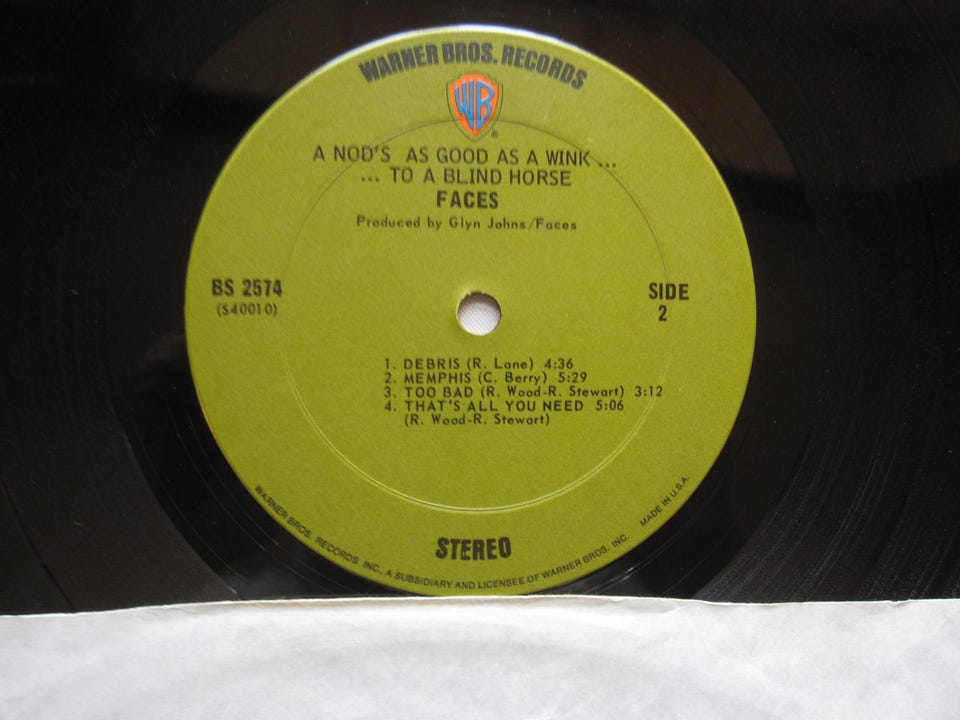 WARNER BROS. RECORDS
WB
®
A NOD'S AS GOOD AS A WINK ...
... TO A BLIND HORSE
FACES
Produced by Glyn Johns/Faces
BS 2574
(S40010)
SIDE
2
1. DEBRIS (R. Lane) 4:36
2. MEMPHIS (C. Berry) 5:29
3. TOO BAD (R. Wood-R. Stewart) 3:12
4. THAT'S ALL YOU NEED 5:06
(R. Wood-R. Stewart)
STEREO
WARNER BROS. RECORDS INC., A SUBSIDIARY AND LICENSEE OF WARNER BROS. INC. MADE IN U.S.A.